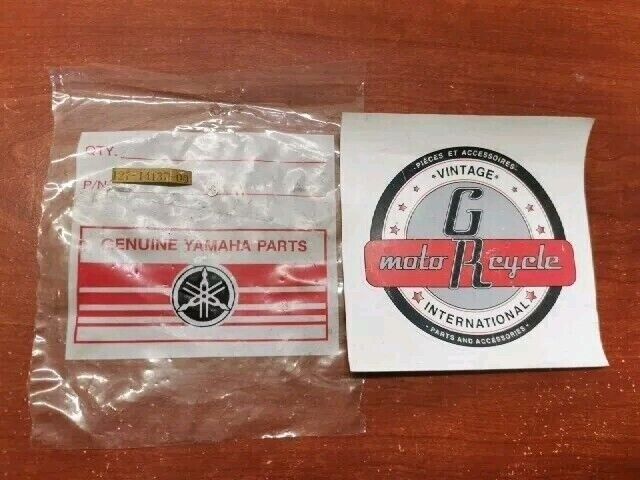 QTY.
P/N
GENUINE YAMAHA PARTS
·PIÈCES ET ACCESSOIRES·
·VINTAGE·
G
moto R cycle
INTERNATIONAL
·PARTS AND ACCESSORIES·